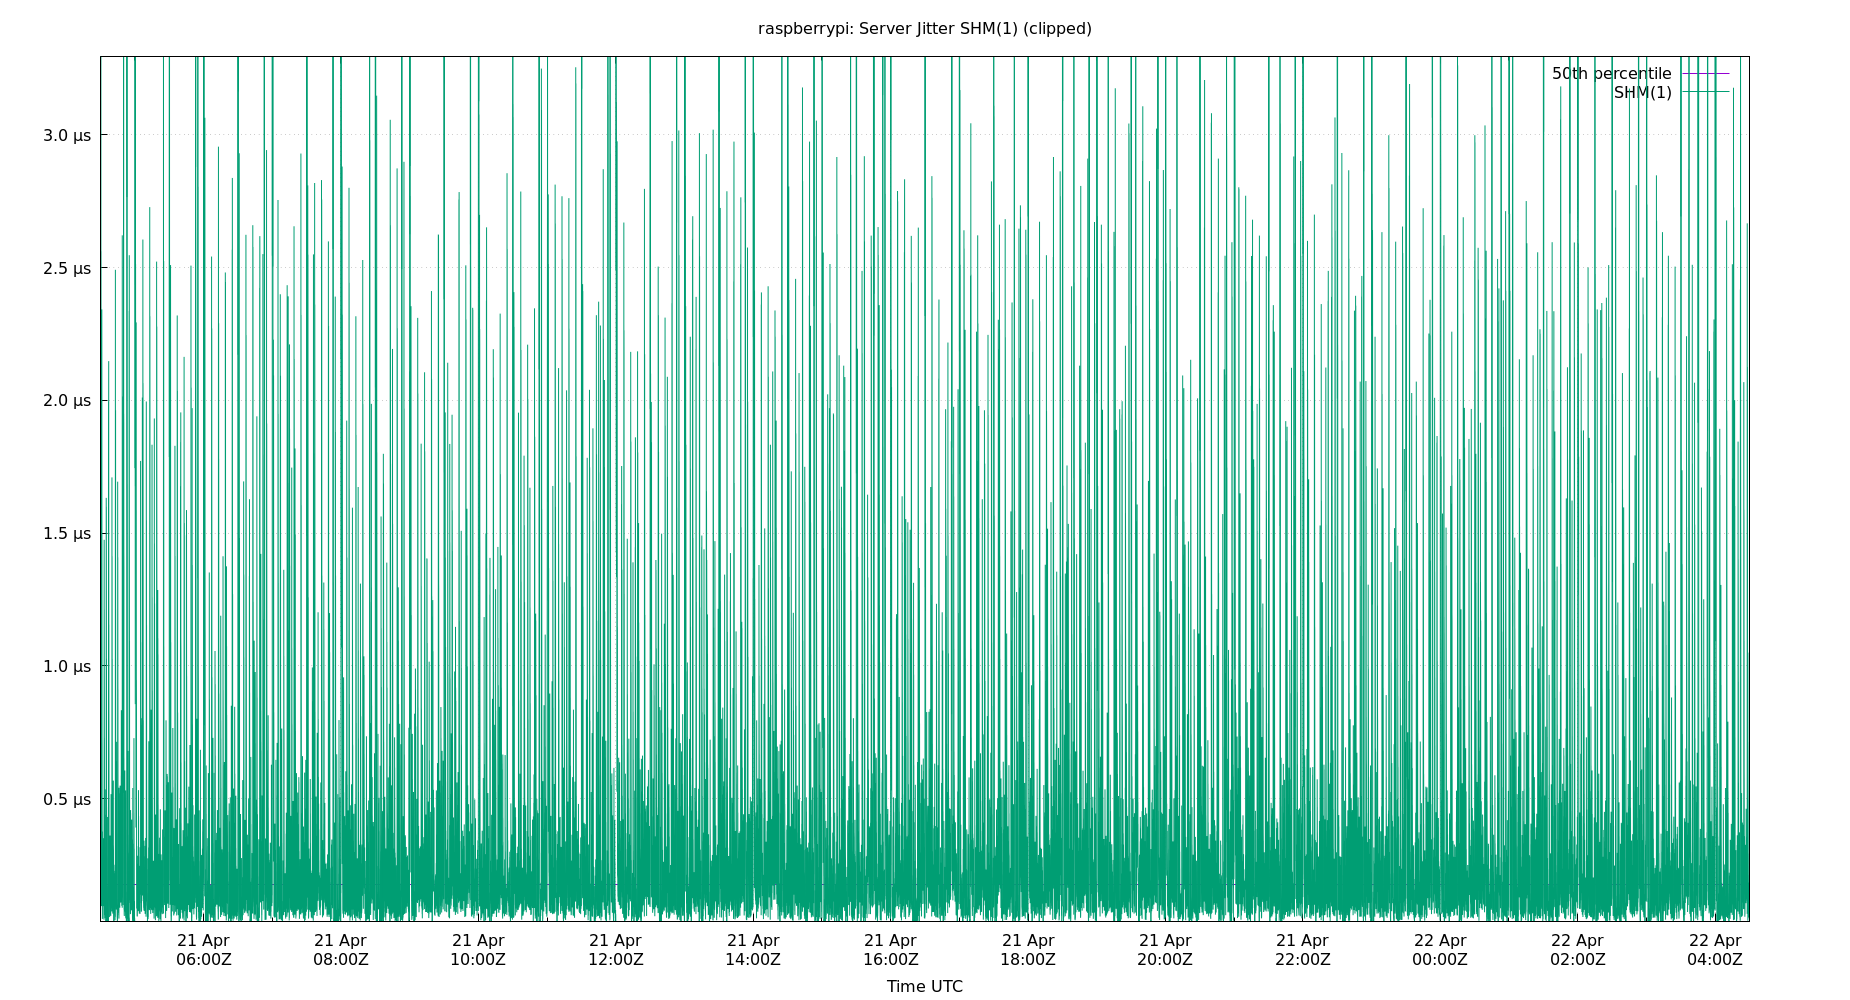 raspberrypi: Server Jitter SHM(1) (clipped)
50th percentile
SHM(1)
3.0 µs
2.5 µs
2.0 µs
1.5 µs
1.0 µs
0.5 µs
21 Apr 21 Apr 21 Apr 21 Apr 21 Apr 21 Apr 21 Apr 21 Apr 21 Apr 22 Apr 22 Apr 22 Apr
06:00Z 08:00Z 10:00Z 12:00Z 14:00Z 16:00Z 18:00Z 20:00Z 22:00Z 00:00Z 02:00Z 04:00Z
Time UTC